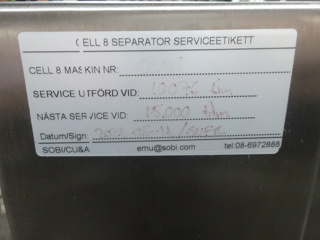 CELL 8 SEPARATOR SERVICEETIKETT
CELL 8 MASKIN NR:
SERVICE UTFÖRD VID: tim
NÄSTA SERVICE VID: 15000 tim
Datum/Sign:
SOBI/CU&A emu@sobi.com tel:08-6972888